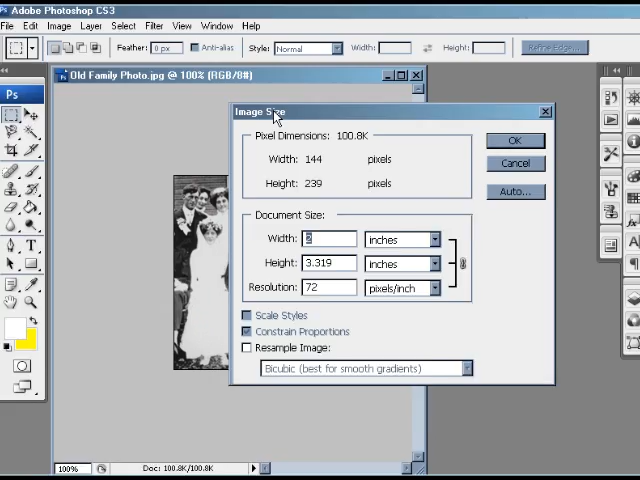 Ps Adobe Photoshop CS3
File Edit Image Layer Select Filter View Window Help
Feather: 0 px Anti-alias Style: Normal Width: Height: Refine Edge...
Ps Old Family Photo.jpg @ 100% (RGB/8#)
Ps
Image Size
Pixel Dimensions: 100.8K
OK
Width: 144 pixels
Cancel
Height: 239 pixels
Auto...
Document Size:
Width: 2 inches
Height: 3.319 inches
Resolution: 72 pixels/inch
Scale Styles
Constrain Proportions
Resample Image:
Bicubic (best for smooth gradients)
100% Doc: 100.8K/100.8K